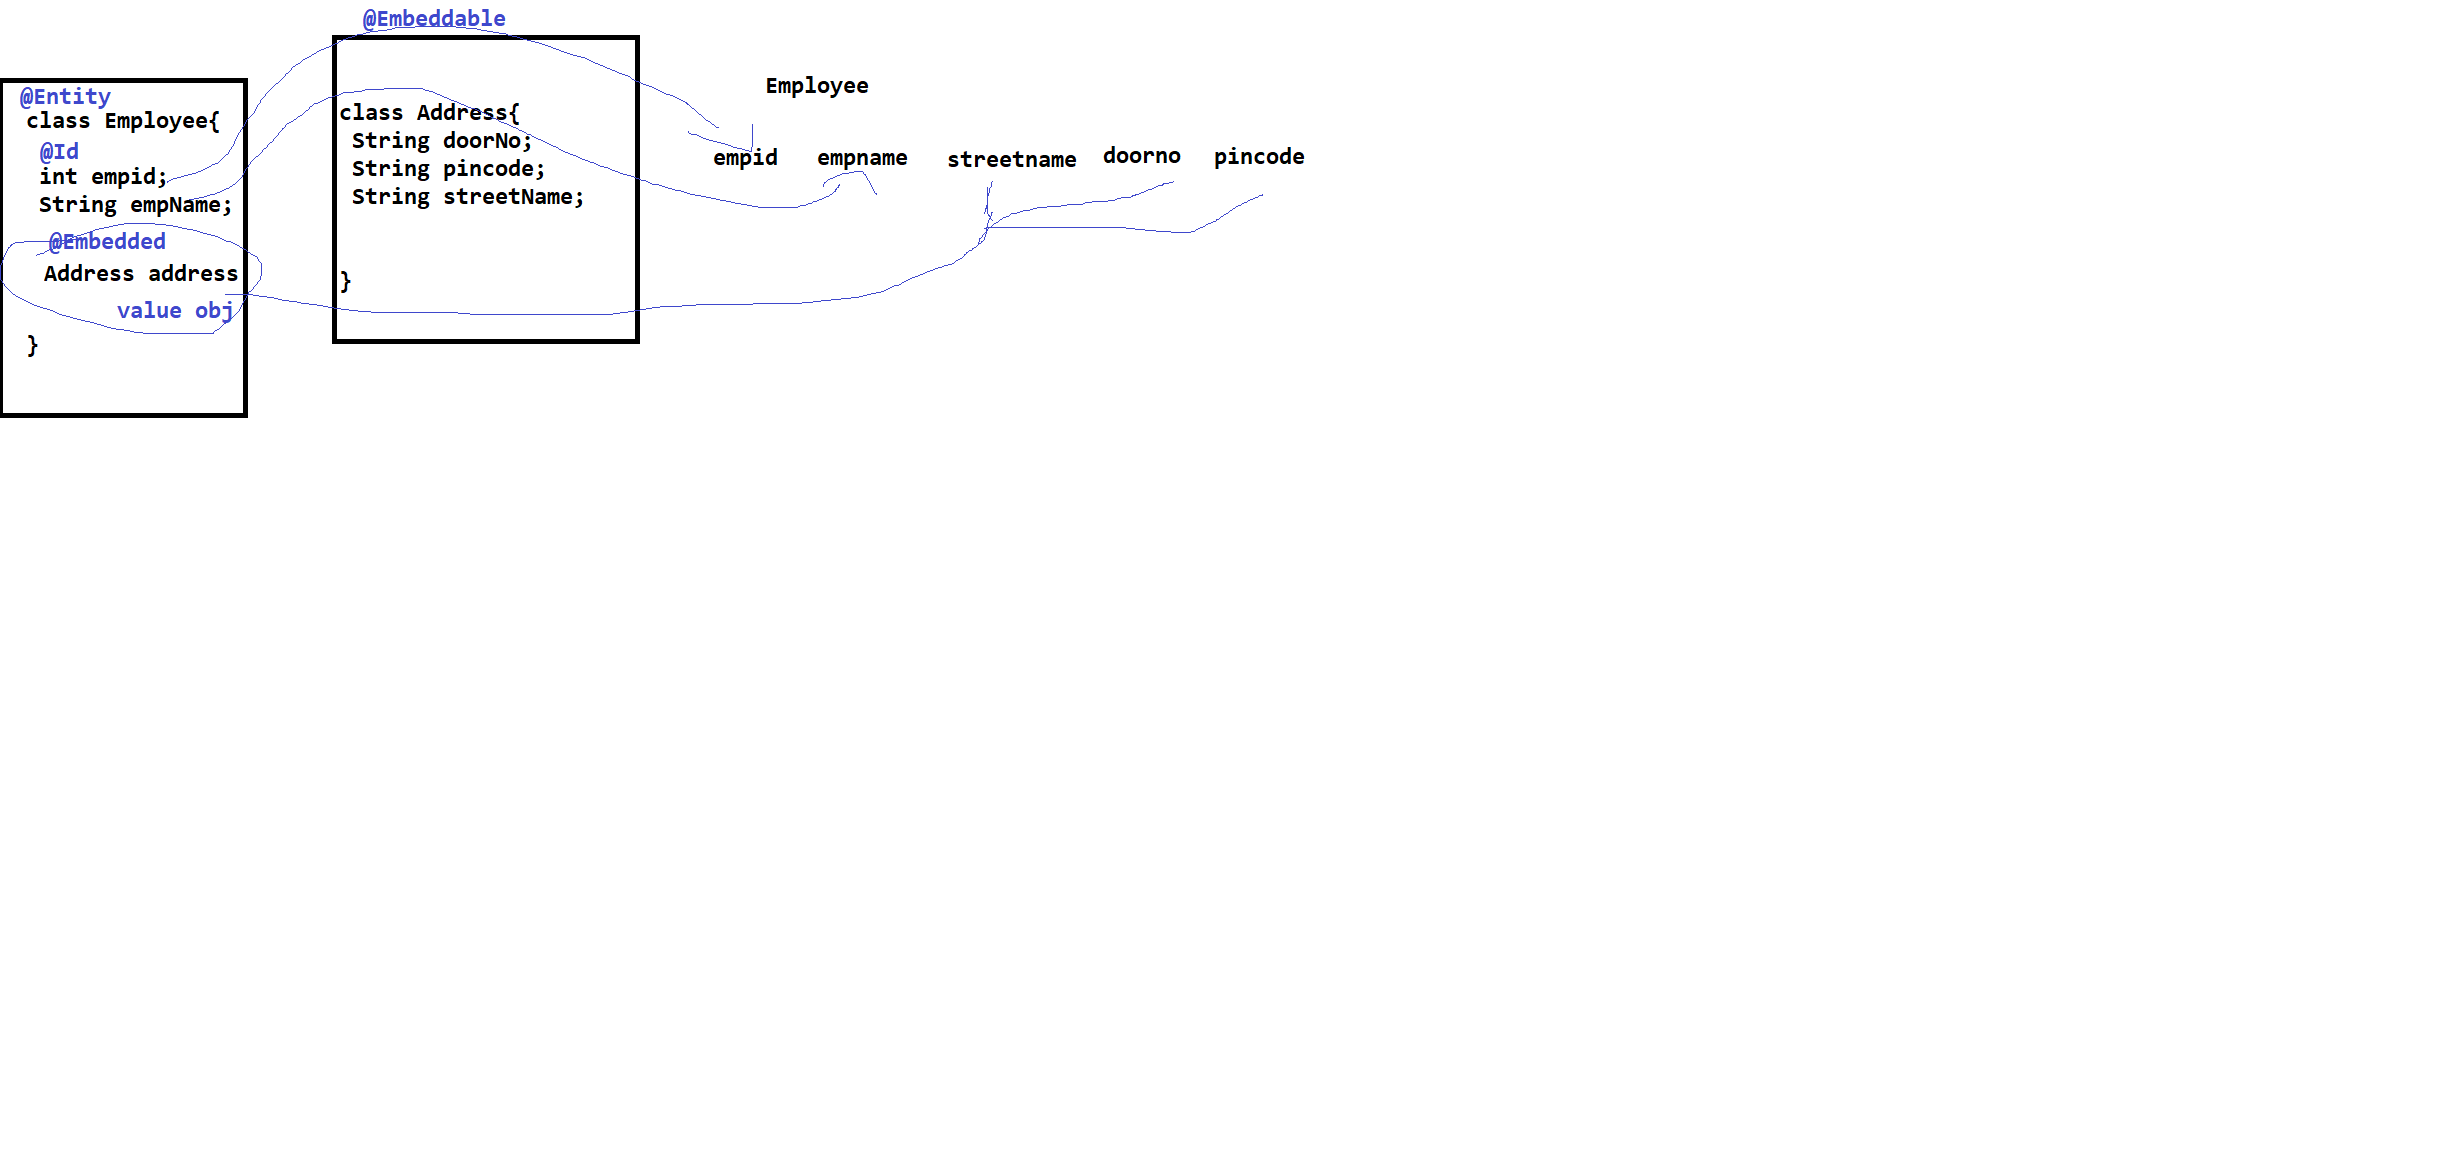 @Entity
class Employee{
@Id
int empid;
String empName;
@Embedded
Address address
value obj
}
@Embeddable
class Address{
String doorNo;
String pincode;
String streetName;
}
Employee
empid empname streetname doorno pincode